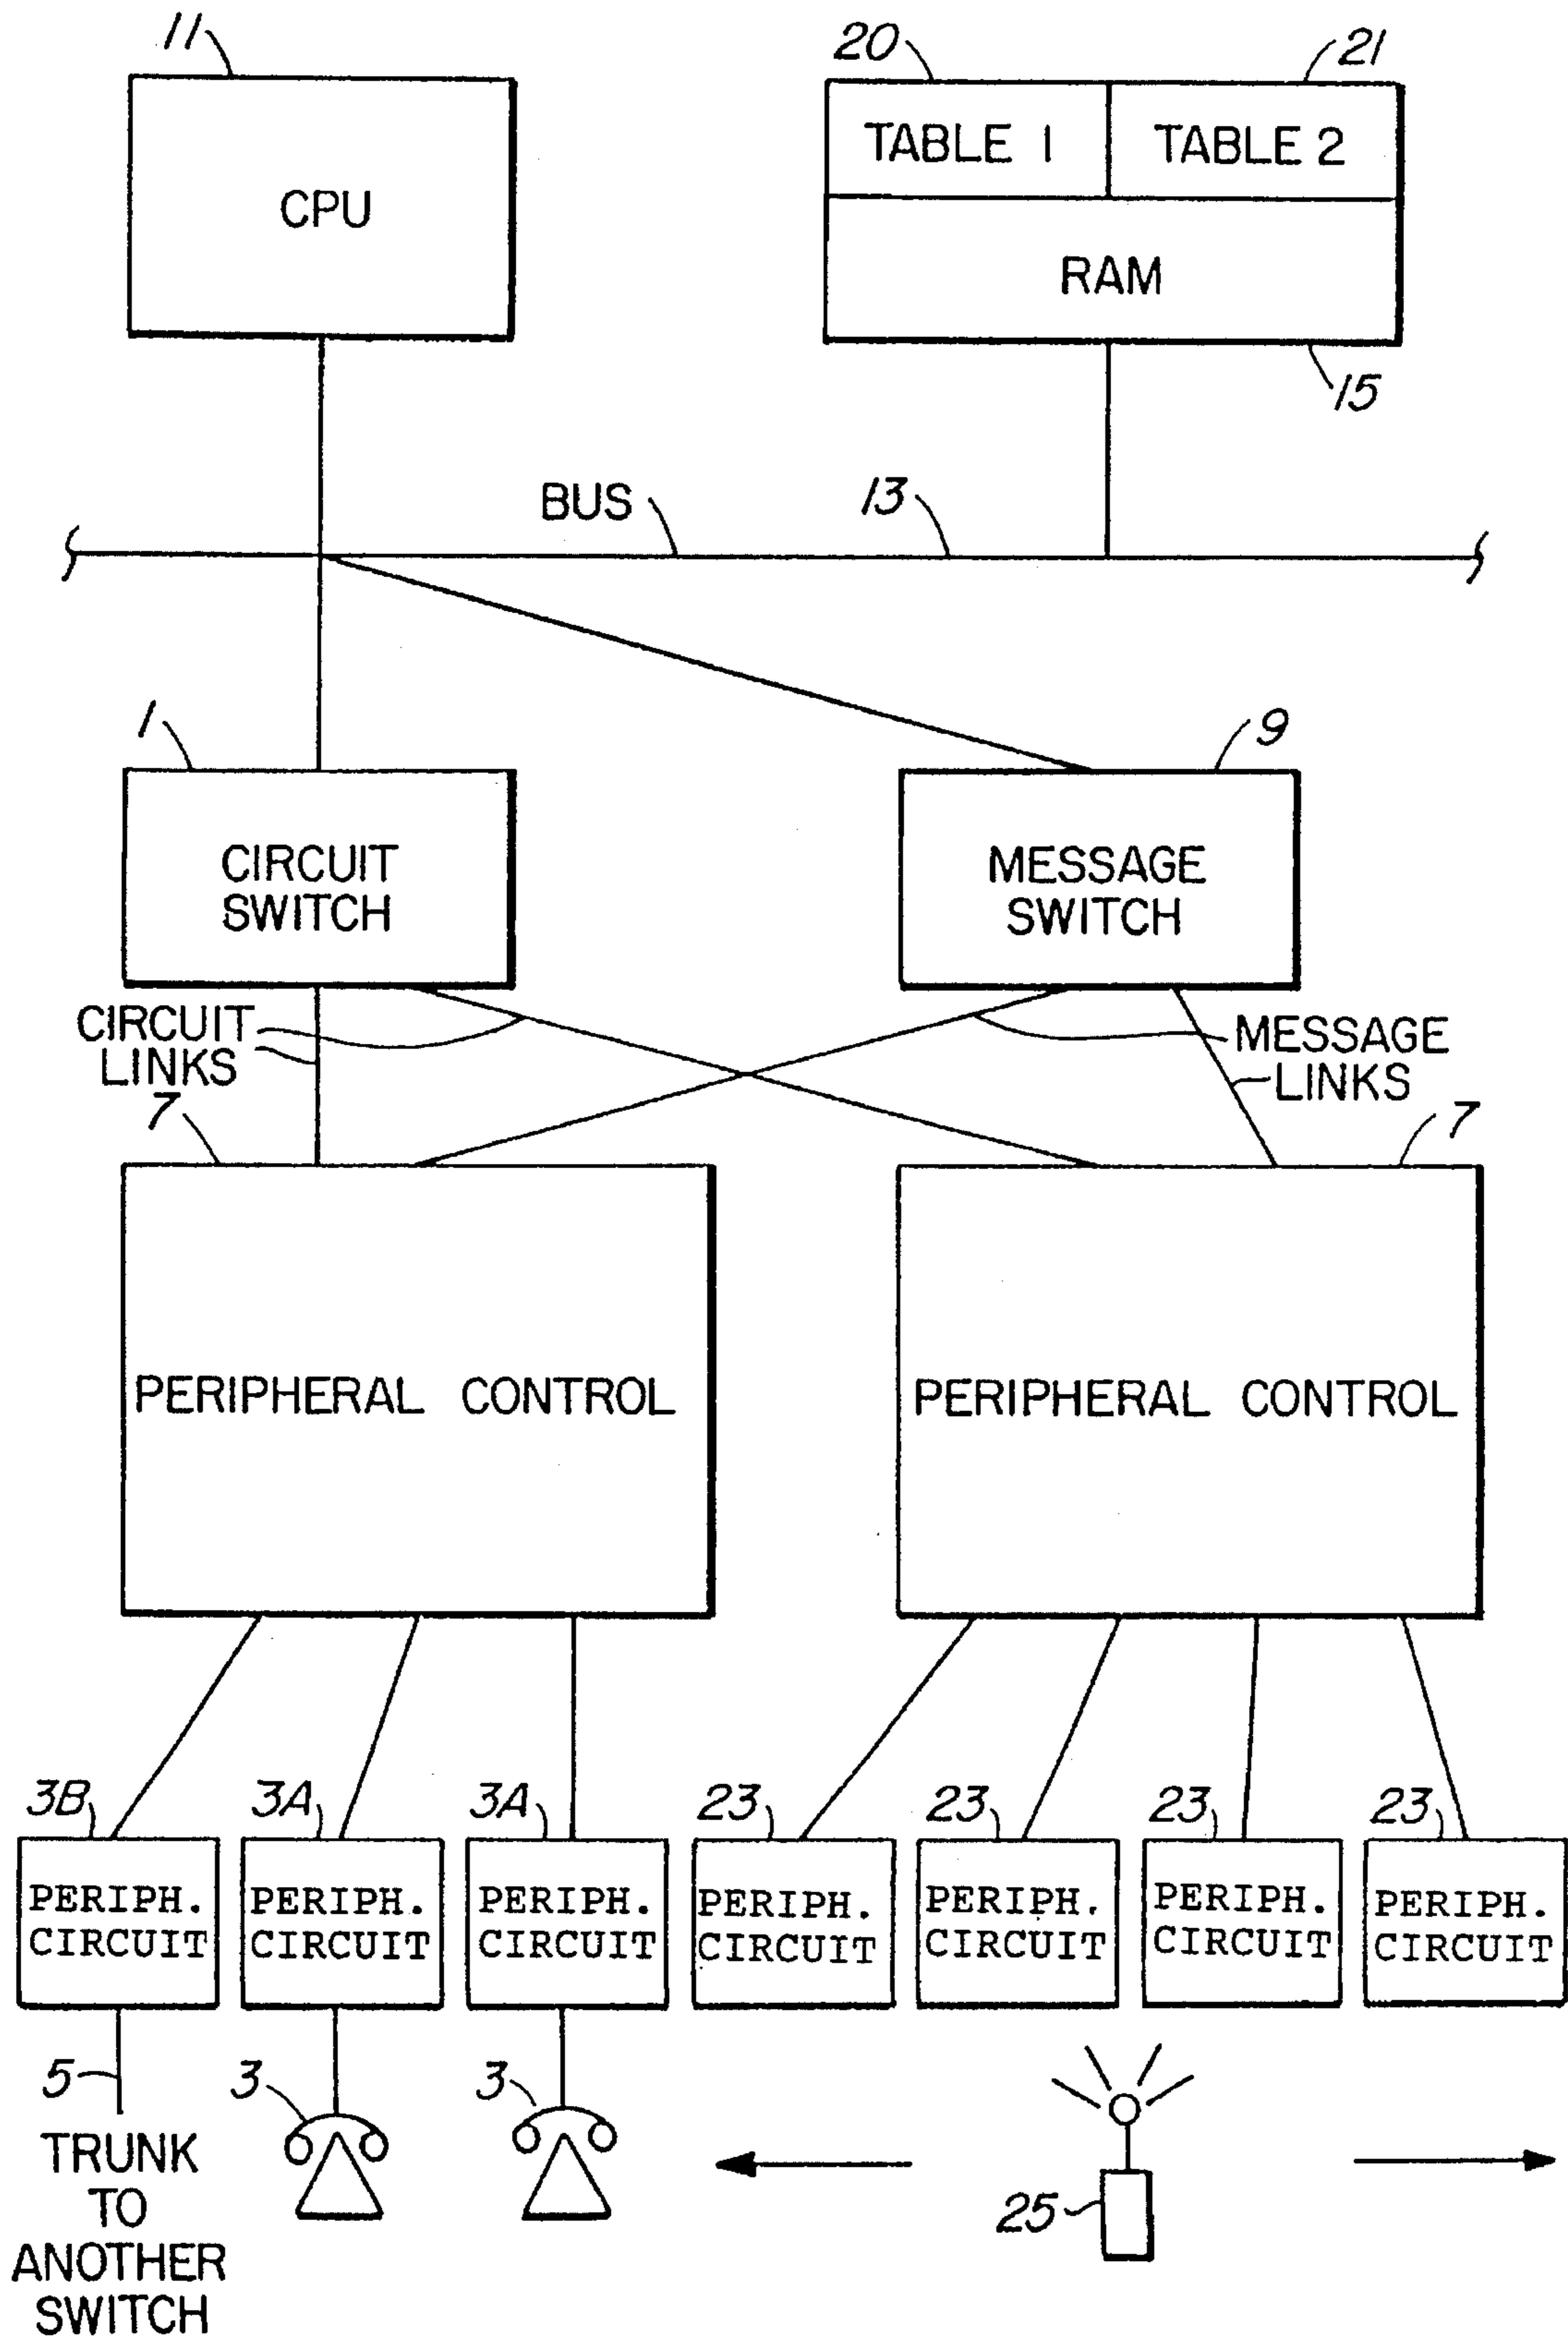 11
20
21
TABLE 1
TABLE 2
CPU
RAM
15
BUS
13
1
9
CIRCUIT
SWITCH
MESSAGE
SWITCH
CIRCUIT
LINKS
MESSAGE
LINKS
7
7
PERIPHERAL CONTROL
PERIPHERAL CONTROL
3B
3A
3A
23
23
23
23
PERIPH.
CIRCUIT
PERIPH.
CIRCUIT
PERIPH.
CIRCUIT
PERIPH.
CIRCUIT
PERIPH.
CIRCUIT
PERIPH.
CIRCUIT
PERIPH.
CIRCUIT
5
3
3
TRUNK
TO
ANOTHER
SWITCH
25